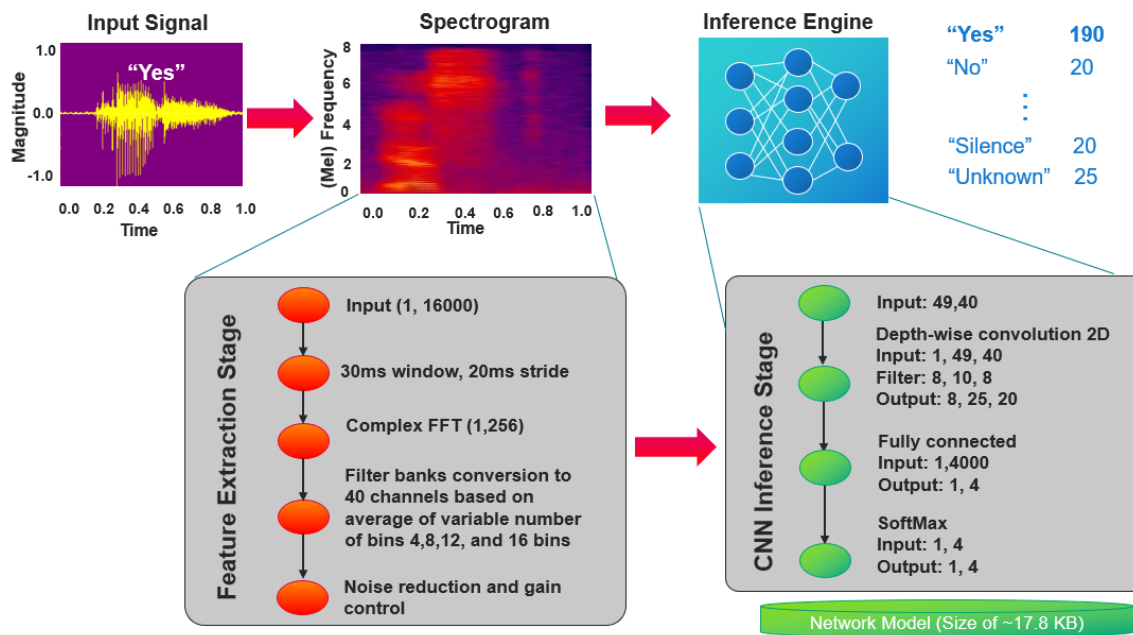 Input Signal
Spectrogram
Inference Engine
Magnitude
1.0
0.0
-1.0
“Yes”
0.0 0.2 0.4 0.6 0.8 1.0
Time
(Mel) Frequency
8
6
4
2
0
0.0 0.2 0.4 0.6 0.8 1.0
Time
“Yes” 190
“No” 20
“Silence” 20
“Unknown” 25
Feature Extraction Stage
Input (1, 16000)
30ms window, 20ms stride
Complex FFT (1,256)
Filter banks conversion to
40 channels based on
average of variable number
of bins 4,8,12, and 16 bins
Noise reduction and gain
control
CNN Inference Stage
Input: 49,40
Depth-wise convolution 2D
Input: 1, 49, 40
Filter: 8, 10, 8
Output: 8, 25, 20
Fully connected
Input: 1,4000
Output: 1, 4
SoftMax
Input: 1, 4
Output: 1, 4
Network Model (Size of ~17.8 KB)